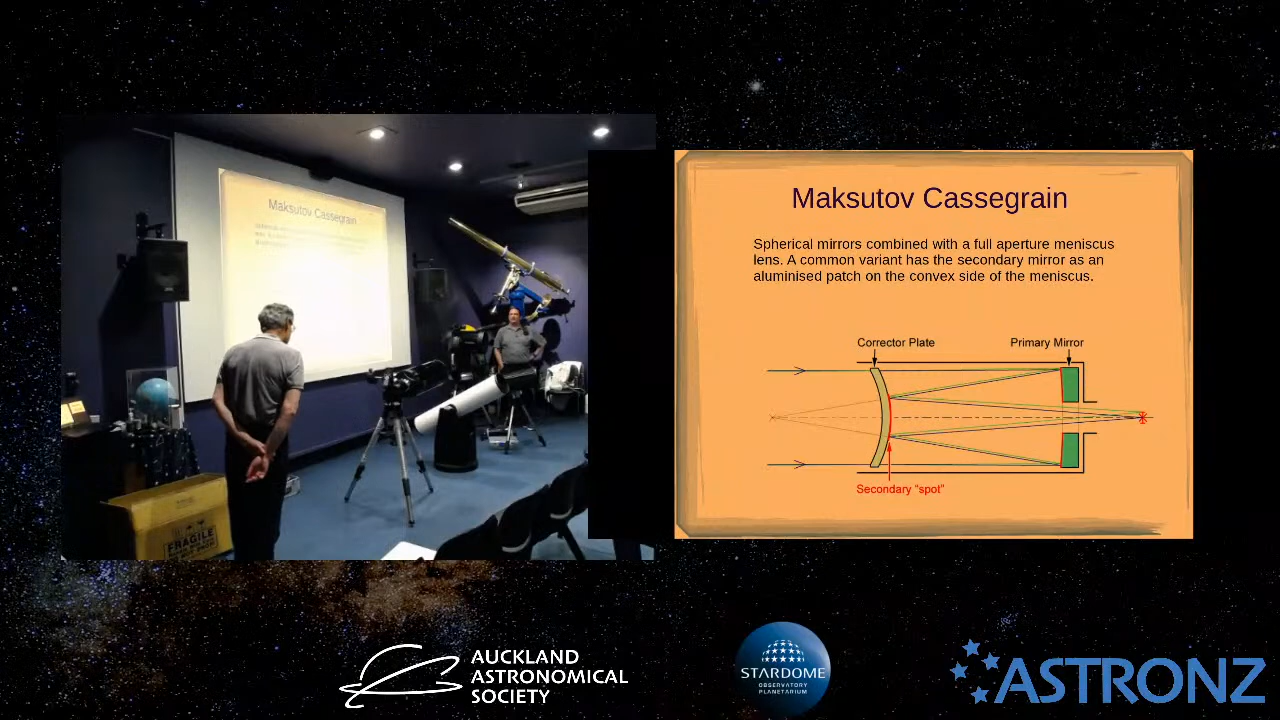 Maksutov Cassegrain
FRAGILE
Maksutov Cassegrain
Spherical mirrors combined with a full aperture meniscus
lens. A common variant has the secondary mirror as an
aluminised patch on the convex side of the meniscus.
Corrector Plate
Primary Mirror
Secondary "spot"
AUCKLAND
ASTRONOMICAL
SOCIETY
STARDOME
OBSERVATORY
PLANETARIUM
ASTRONZ